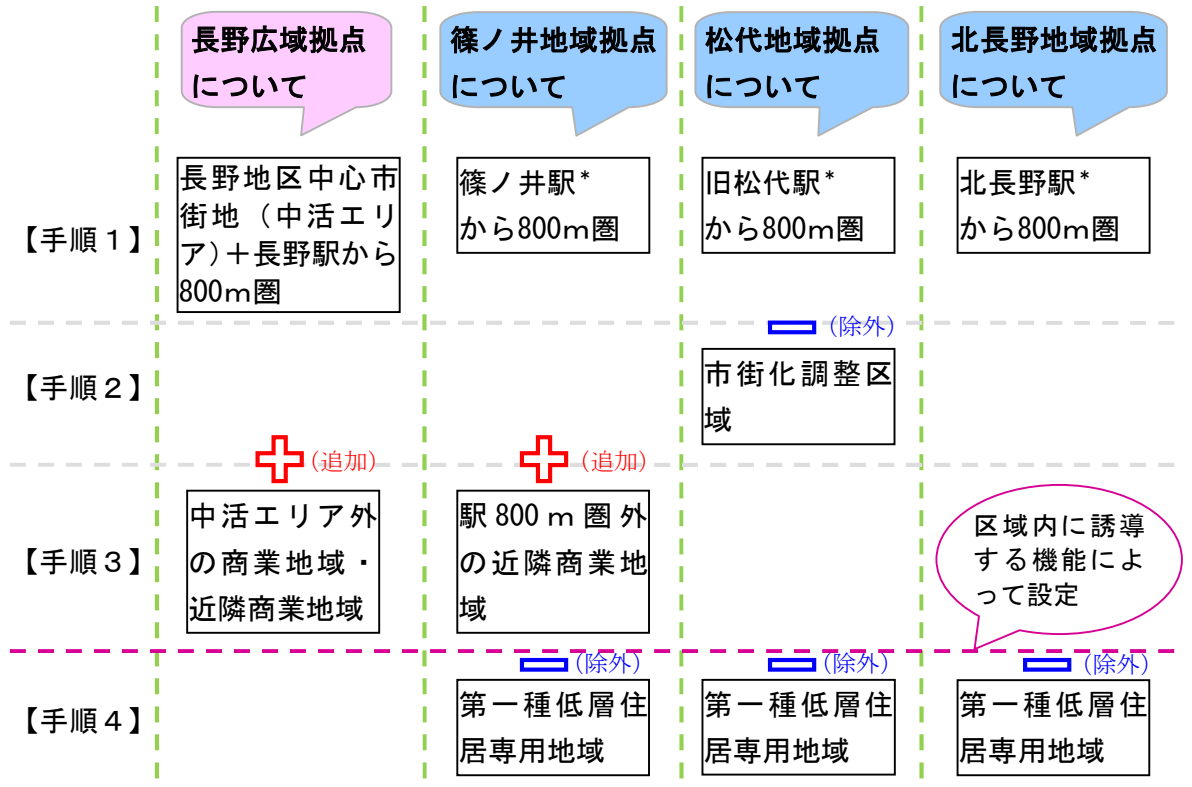 長野広域拠点
について
篠ノ井地域拠点
について
松代地域拠点
について
北長野地域拠点
について
【手順１】
長野地区中心市
街地（中活エリ
ア）＋長野駅から
800ｍ圏
篠ノ井駅*
から800ｍ圏
旧松代駅*
から800ｍ圏
北長野駅*
から800ｍ圏
【手順２】
（除外）
市街化調整区
域
【手順３】
（追加）
中活エリア外
の商業地域・
近隣商業地域
（追加）
駅800ｍ圏外
の近隣商業地
域
区域内に誘導
する機能によ
って設定
【手順４】
（除外）
第一種低層住
居専用地域
（除外）
第一種低層住
居専用地域
（除外）
第一種低層住
居専用地域